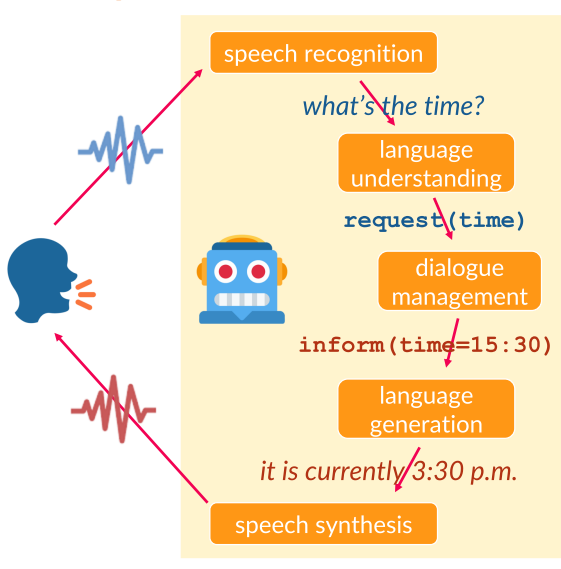 speech recognition
what's the time?
language
understanding
request(time)
dialogue
management
inform(time=15:30)
language
generation
it is currently 3:30 p.m.
speech synthesis